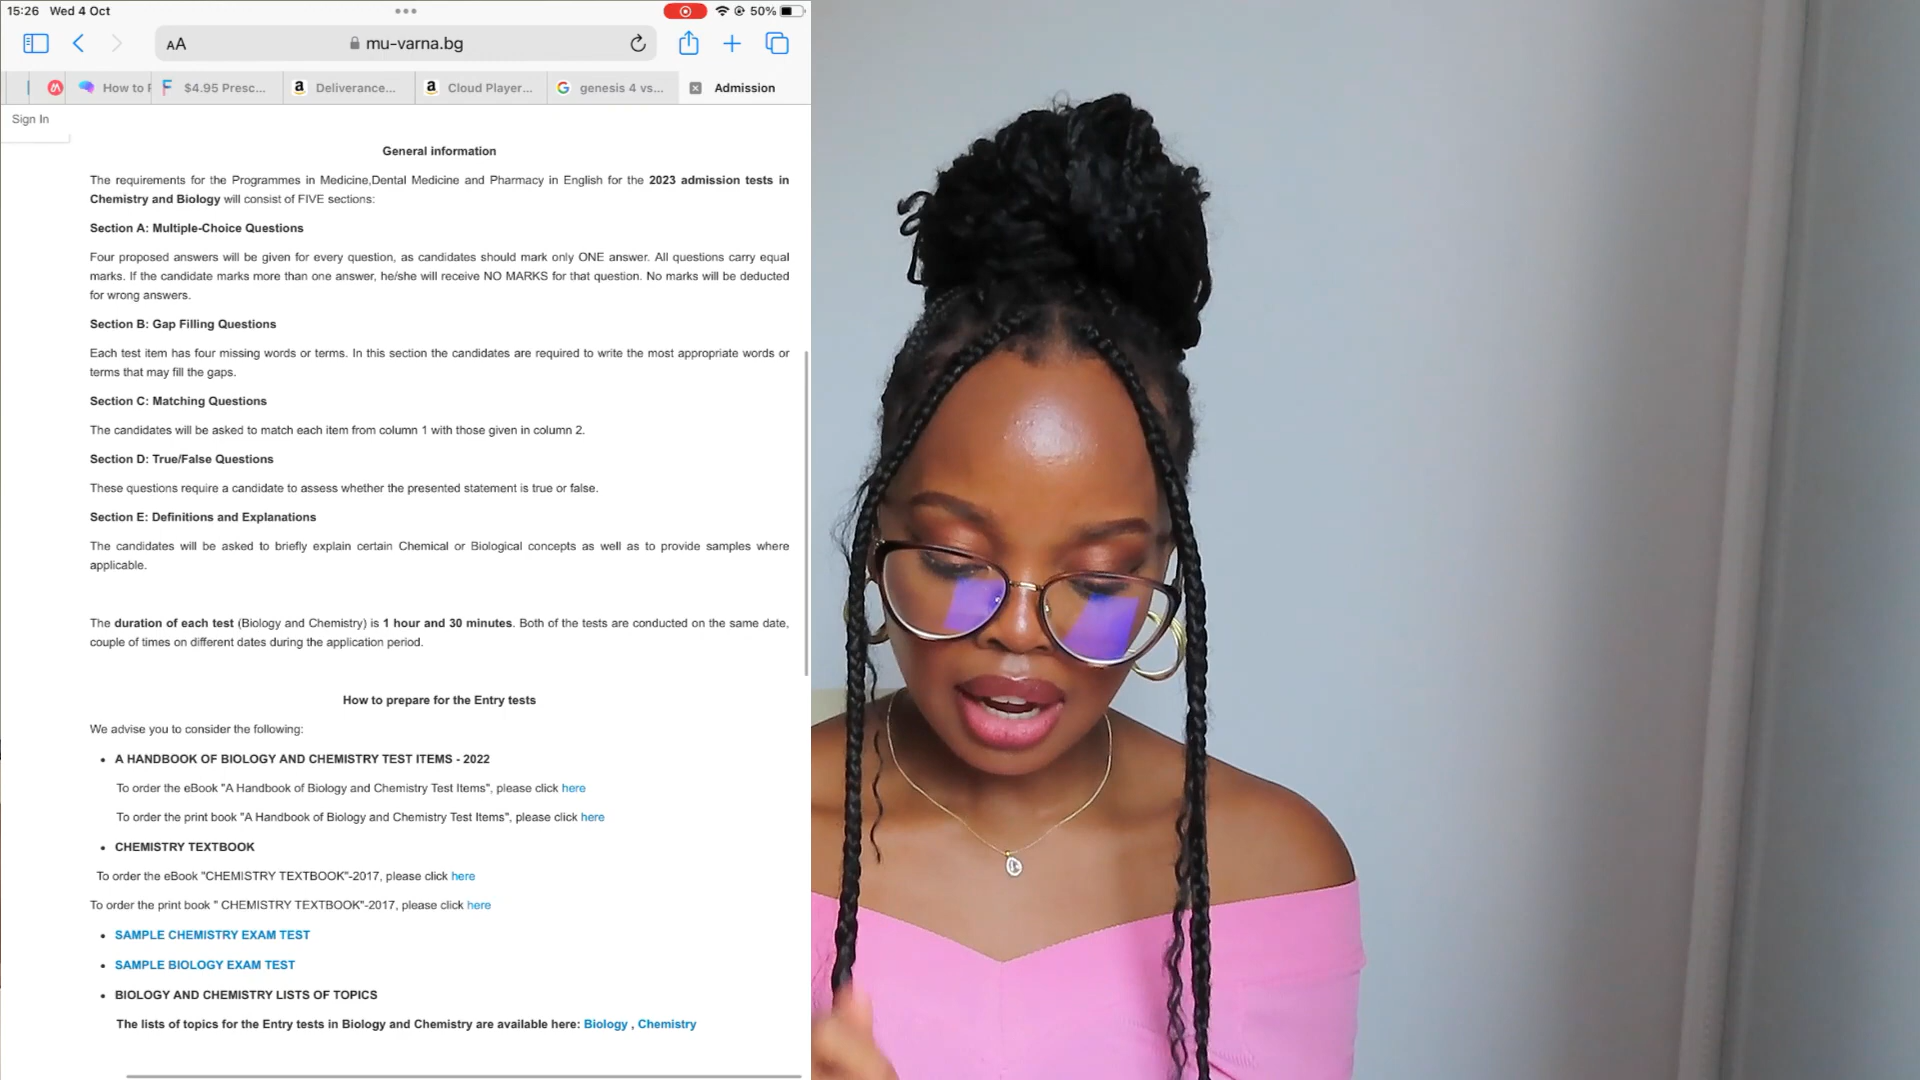 15:26 Wed 4 Oct
50%
AA
mu-varna.bg
How to
$4.95 Presc...
Deliverance...
Cloud Player...
genesis 4 vs...
Admission
Sign In
General information
The requirements for the Programmes in Medicine,Dental Medicine and Pharmacy in English for the 2023 admission tests in
Chemistry and Biology will consist of FIVE sections:
Section A: Multiple-Choice Questions
Four proposed answers will be given for every question, as candidates should mark only ONE answer. All questions carry equal
marks. If the candidate marks more than one answer, he/she will receive NO MARKS for that question. No marks will be deducted
for wrong answers.
Section B: Gap Filling Questions
Each test item has four missing words or terms. In this section the candidates are required to write the most appropriate words or
terms that may fill the gaps.
Section C: Matching Questions
The candidates will be asked to match each item from column 1 with those given in column 2.
Section D: True/False Questions
These questions require a candidate to assess whether the presented statement is true or false.
Section E: Definitions and Explanations
The candidates will be asked to briefly explain certain Chemical or Biological concepts as well as to provide samples where
applicable.
The duration of each test (Biology and Chemistry) is 1 hour and 30 minutes. Both of the tests are conducted on the same date,
couple of times on different dates during the application period.
How to prepare for the Entry tests
We advise you to consider the following:
• A HANDBOOK OF BIOLOGY AND CHEMISTRY TEST ITEMS - 2022
To order the eBook "A Handbook of Biology and Chemistry Test Items", please click here
To order the print book "A Handbook of Biology and Chemistry Test Items", please click here
• CHEMISTRY TEXTBOOK
To order the eBook "CHEMISTRY TEXTBOOK"-2017, please click here
To order the print book " CHEMISTRY TEXTBOOK"-2017, please click here
• SAMPLE CHEMISTRY EXAM TEST
• SAMPLE BIOLOGY EXAM TEST
• BIOLOGY AND CHEMISTRY LISTS OF TOPICS
The lists of topics for the Entry tests in Biology and Chemistry are available here: Biology , Chemistry